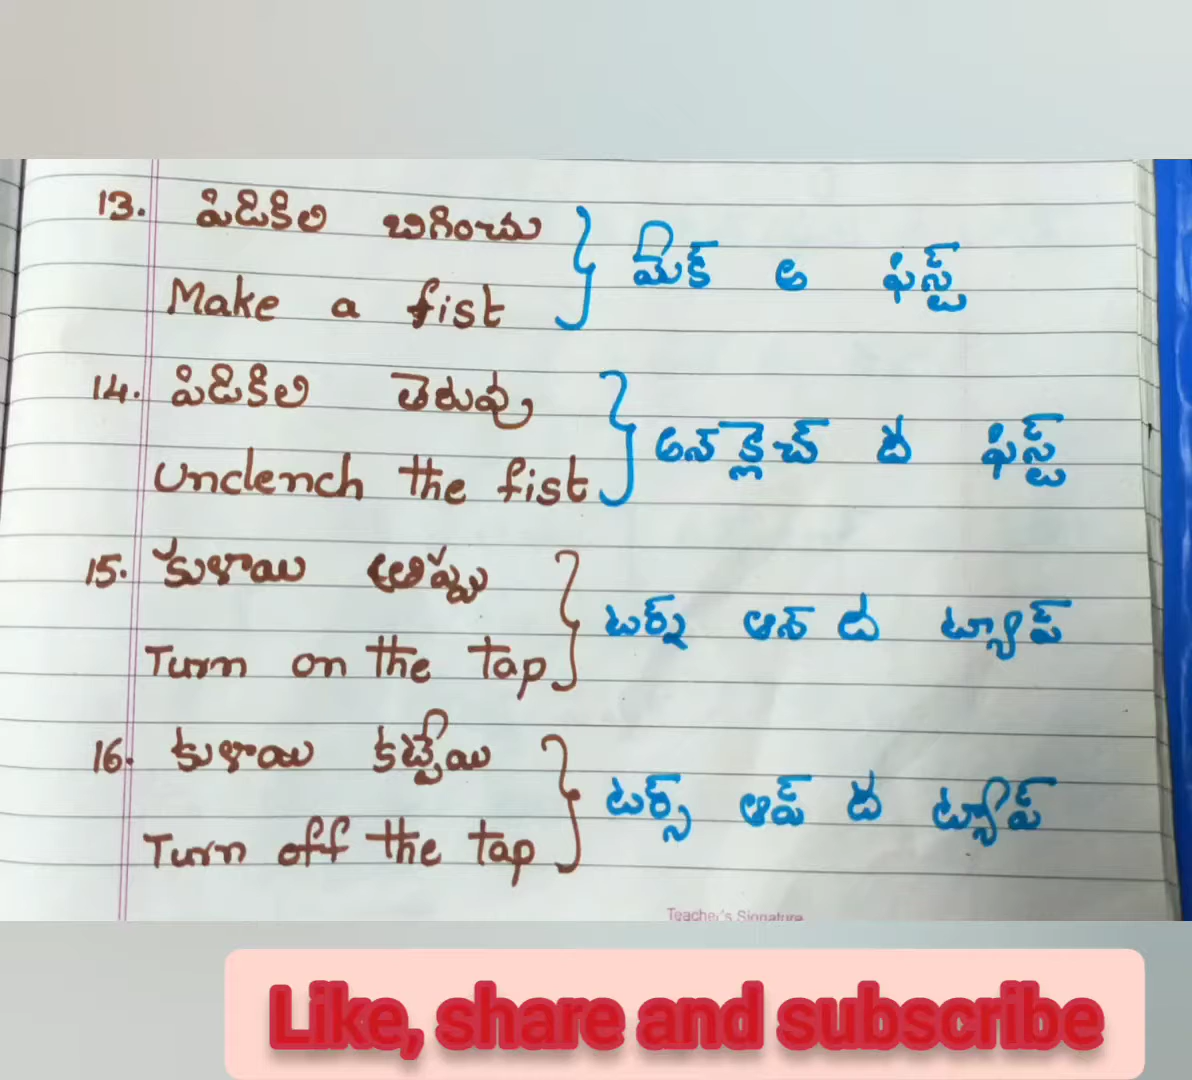 13. పిడికిలి బిగించు
Make a fist
మేక్ అ ఫిస్ట్
14. పిడికిలి తెరువు
Unclench the fist
అన్ క్లెచ్ ద ఫిస్ట్
15. కుళాయి ఆప్పు
Turn on the tap
టర్న్ ఆన్ ద ట్యాప్
16. కుళాయి కట్టేయి
Turn off the tap
టర్న్ ఆఫ్ ద ట్యాప్
Teacher's Signature
Like, share and subscribe